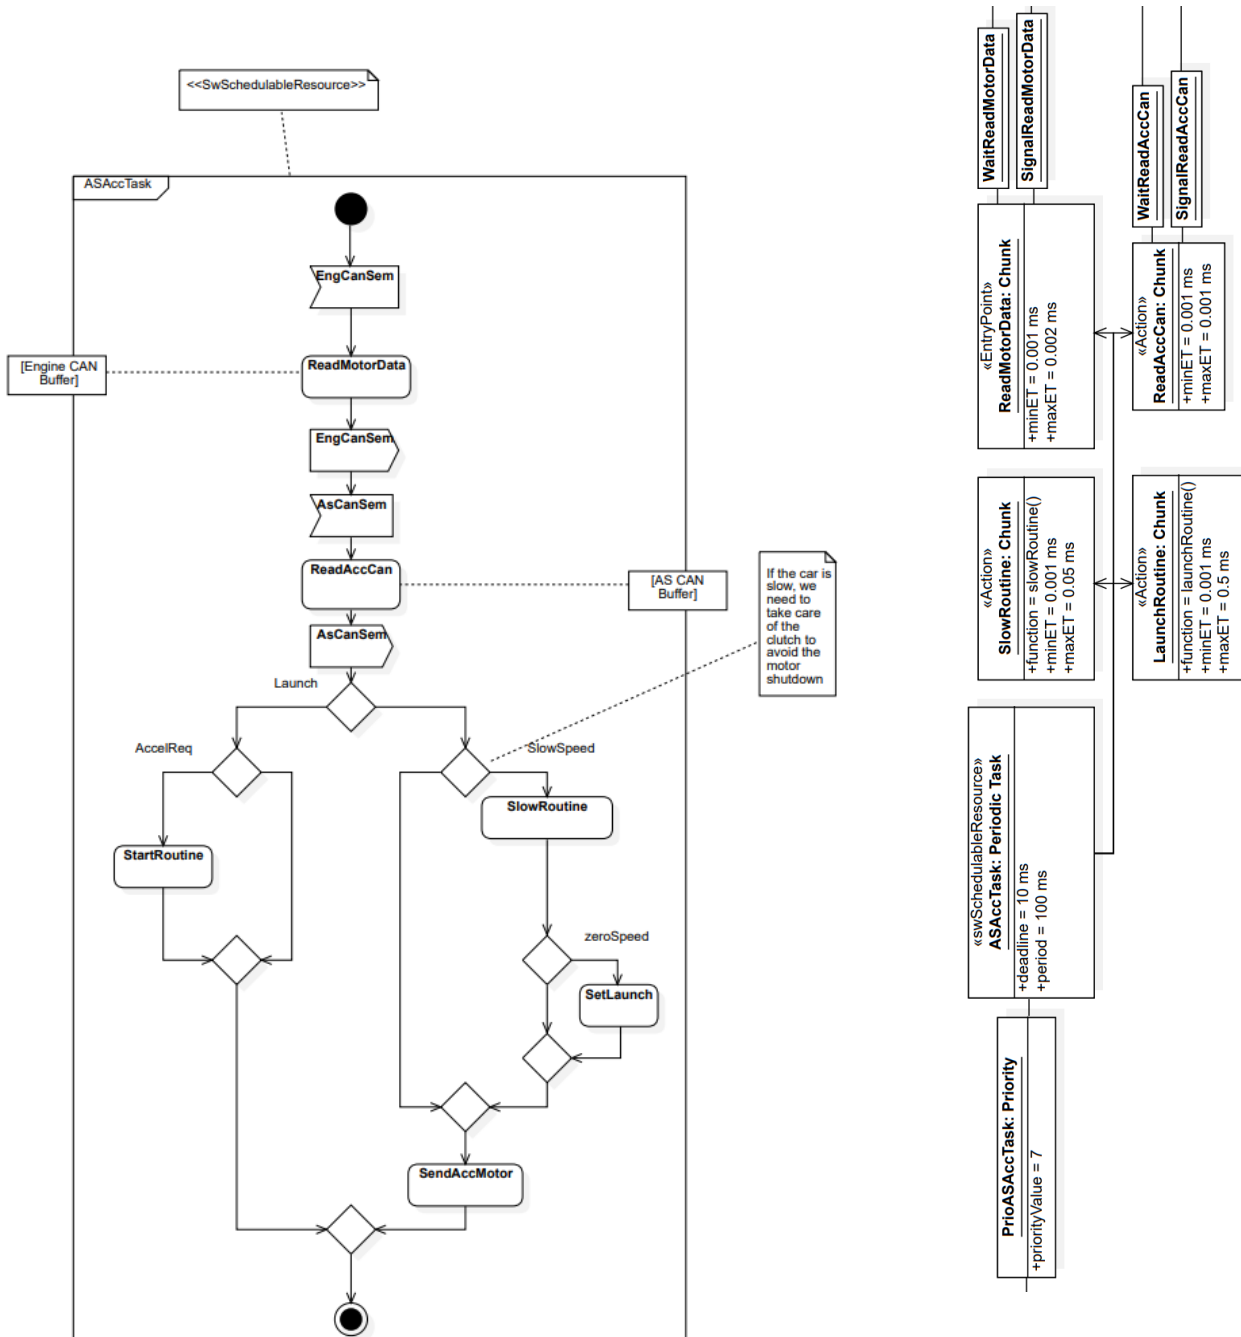 <<SwSchedulableResource>>
ASAccTask
EngCanSem
[Engine CAN
Buffer]
ReadMotorData
EngCanSem
AsCanSem
ReadAccCan
[AS CAN
Buffer]
If the car is
slow, we
need to
take care
of the
clutch to
avoid the
motor
shutdown
AsCanSem
Launch
AccelReq
SlowSpeed
SlowRoutine
StartRoutine
zeroSpeed
SetLaunch
SendAccMotor
WaitReadMotorData
SignalReadMotorData
WaitReadAccCan
SignalReadAccCan
«EntryPoint»
ReadMotorData: Chunk
+minET = 0.001 ms
+maxET = 0.002 ms
«Action»
ReadAccCan: Chunk
+minET = 0.001 ms
+maxET = 0.001 ms
«Action»
SlowRoutine: Chunk
+function = slowRoutine()
+minET = 0.001 ms
+maxET = 0.05 ms
«Action»
LaunchRoutine: Chunk
+function = launchRoutine()
+minET = 0.001 ms
+maxET = 0.5 ms
«swSchedulableResource»
ASAccTask: Periodic Task
+deadline = 10 ms
+period = 100 ms
PrioASAccTask: Priority
+priorityValue = 7